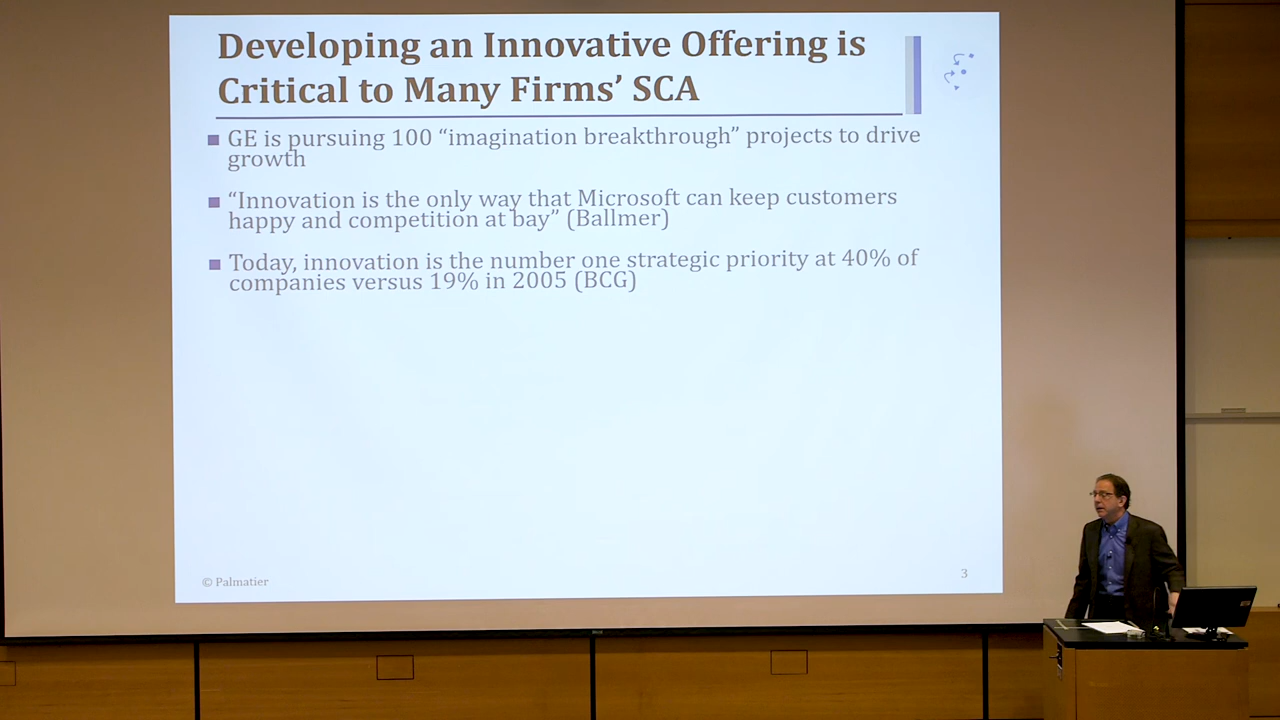 Developing an Innovative Offering is
Critical to Many Firms’ SCA
GE is pursuing 100 “imagination breakthrough” projects to drive
growth
“Innovation is the only way that Microsoft can keep customers
happy and competition at bay” (Ballmer)
Today, innovation is the number one strategic priority at 40% of
companies versus 19% in 2005 (BCG)
© Palmatier
3